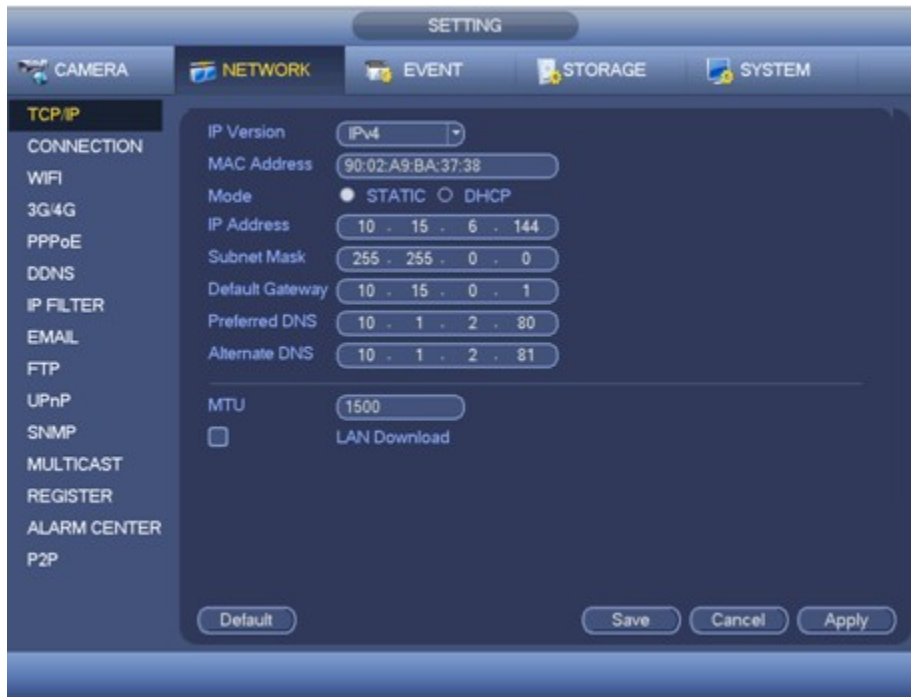 SETTING
CAMERA NETWORK EVENT STORAGE SYSTEM
TCP/IP
CONNECTION
WIFI
3G/4G
PPPoE
DDNS
IP FILTER
EMAIL
FTP
UPnP
SNMP
MULTICAST
REGISTER
ALARM CENTER
P2P
IP Version IPv4
MAC Address 90:02:A9:BA:37:38
Mode STATIC DHCP
IP Address 10 . 15 . 6 . 144
Subnet Mask 255 . 255 . 0 . 0
Default Gateway 10 . 15 . 0 . 1
Preferred DNS 10 . 1 . 2 . 80
Alternate DNS 10 . 1 . 2 . 81
MTU 1500
LAN Download
Default Save Cancel Apply